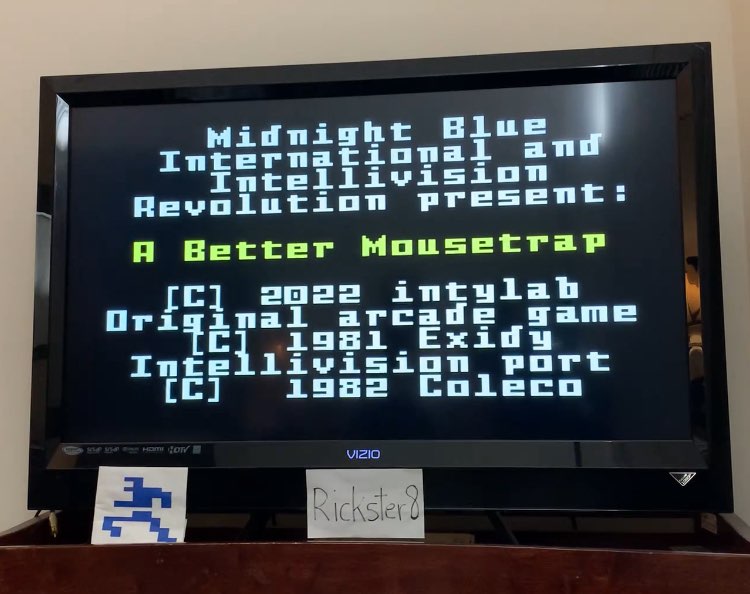 Midnight Blue
International and
Intellivision
Revolution present:
A Better Mousetrap
[C] 2022 intylab
Original arcade game
[C] 1981 Exidy
Intellivision port
[C] 1982 Coleco
HDMI HDTV
VIZIO
Rickster8